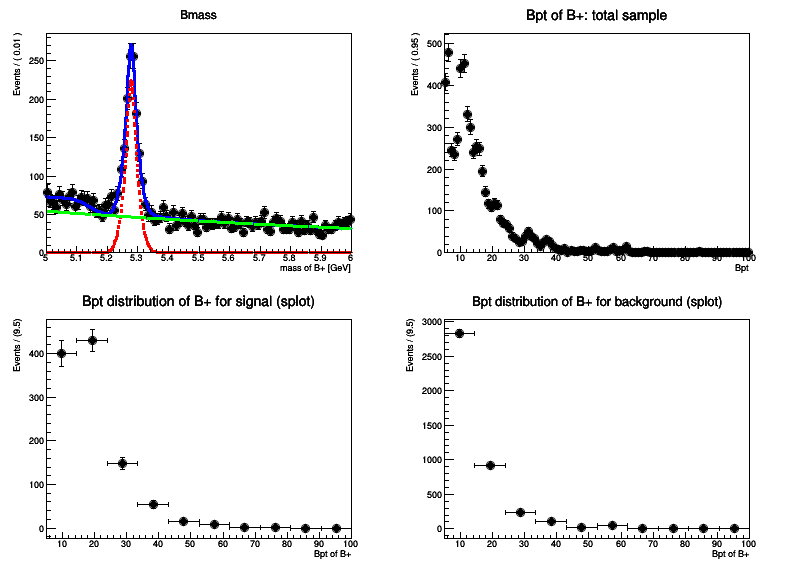 Bmass
Events / ( 0.01 )
250
200
150
100
50
0
5 5.1 5.2 5.3 5.4 5.5 5.6 5.7 5.8 5.9 6
mass of B+ [GeV]
Bpt of B+: total sample
Events / ( 0.95 )
500
400
300
200
100
0
10 20 30 40 50 60 70 80 90 100
Bpt
Bpt distribution of B+ for signal (splot)
Events / (9.5)
400
300
200
100
0
10 20 30 40 50 60 70 80 90 100
Bpt of B+
Bpt distribution of B+ for background (splot)
Events / (9.5)
3000
2500
2000
1500
1000
500
0
10 20 30 40 50 60 70 80 90 100
Bpt of B+